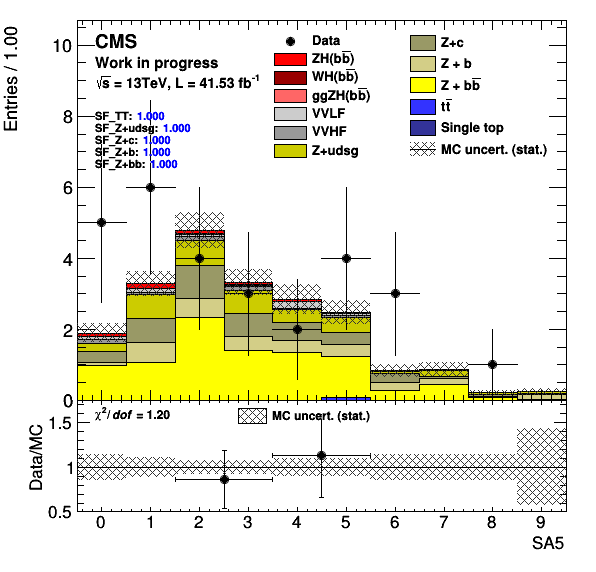 Entries / 1.00
CMS
Work in progress
√s = 13TeV, L = 41.53 fb⁻¹
SF_TT: 1.000
SF_Z+udsg: 1.000
SF_Z+c: 1.000
SF_Z+b: 1.000
SF_Z+bb: 1.000
Data
ZH(bb̅)
WH(bb̅)
ggZH(bb̅)
VVLF
VVHF
Z+udsg
Z+c
Z + b
Z + bb̅
tt̅
Single top
MC uncert. (stat.)
10
8
6
4
2
0
Data/MC
χ²/dof = 1.20
MC uncert. (stat.)
1.5
1
0.5
0 1 2 3 4 5 6 7 8 9
SA5